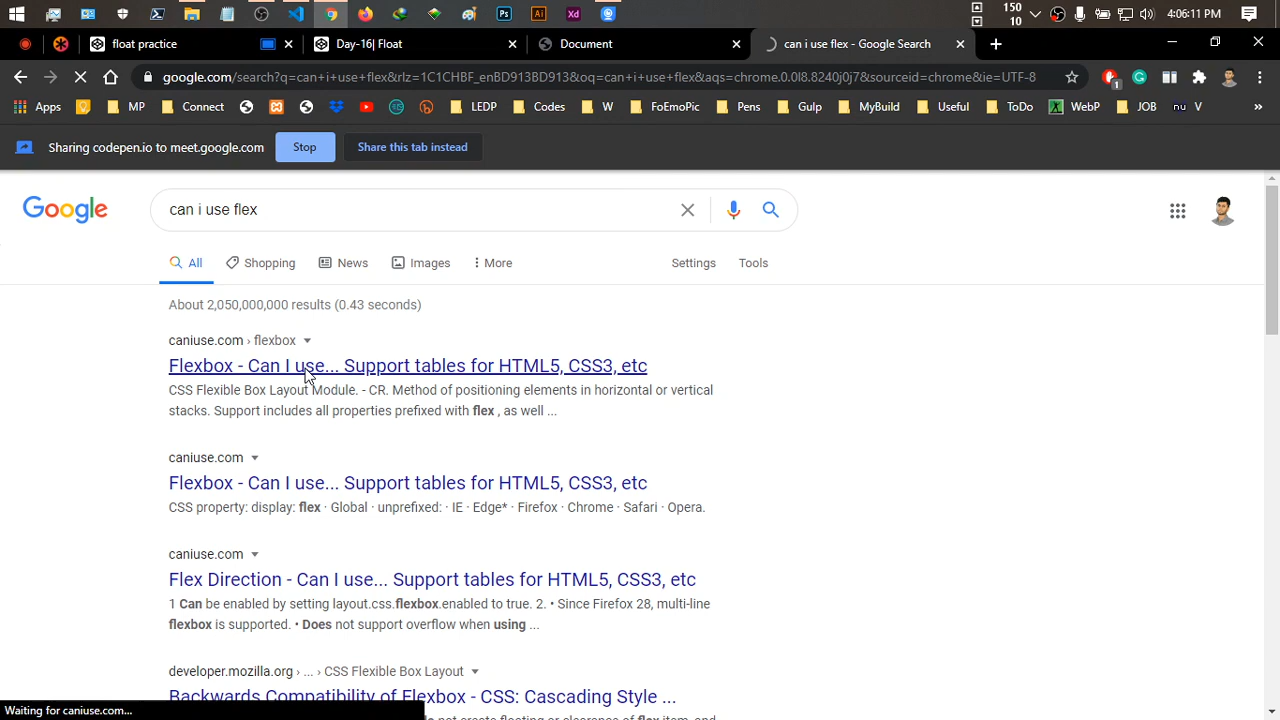 150
10
4:06:11 PM
float practice
Day-16| Float
Document
can i use flex - Google Search
google.com/search?q=can+i+use+flex&rlz=1C1CHBF_enBD913BD913&oq=can+i+use+flex&aqs=chrome.0.0l8.8240j0j7&sourceid=chrome&ie=UTF-8
1
Apps
MP
Connect
LEDP
Codes
W
FoEmoPic
Pens
Gulp
MyBuild
Useful
ToDo
WebP
JOB
nu
V
»
Sharing codepen.io to meet.google.com
Stop
Share this tab instead
Google
can i use flex
All
Shopping
News
Images
More
Settings
Tools
About 2,050,000,000 results (0.43 seconds)
caniuse.com › flexbox
Flexbox - Can I use... Support tables for HTML5, CSS3, etc
CSS Flexible Box Layout Module. - CR. Method of positioning elements in horizontal or vertical
stacks. Support includes all properties prefixed with flex , as well ...
caniuse.com
Flexbox - Can I use... Support tables for HTML5, CSS3, etc
CSS property: display: flex · Global · unprefixed: · IE · Edge* · Firefox · Chrome · Safari · Opera.
caniuse.com
Flex Direction - Can I use... Support tables for HTML5, CSS3, etc
1 Can be enabled by setting layout.css.flexbox.enabled to true. 2. • Since Firefox 28, multi-line
flexbox is supported. • Does not support overflow when using ...
developer.mozilla.org › ... › CSS Flexible Box Layout
Backwards Compatibility of Flexbox - CSS: Cascading Style ...
Waiting for caniuse.com...